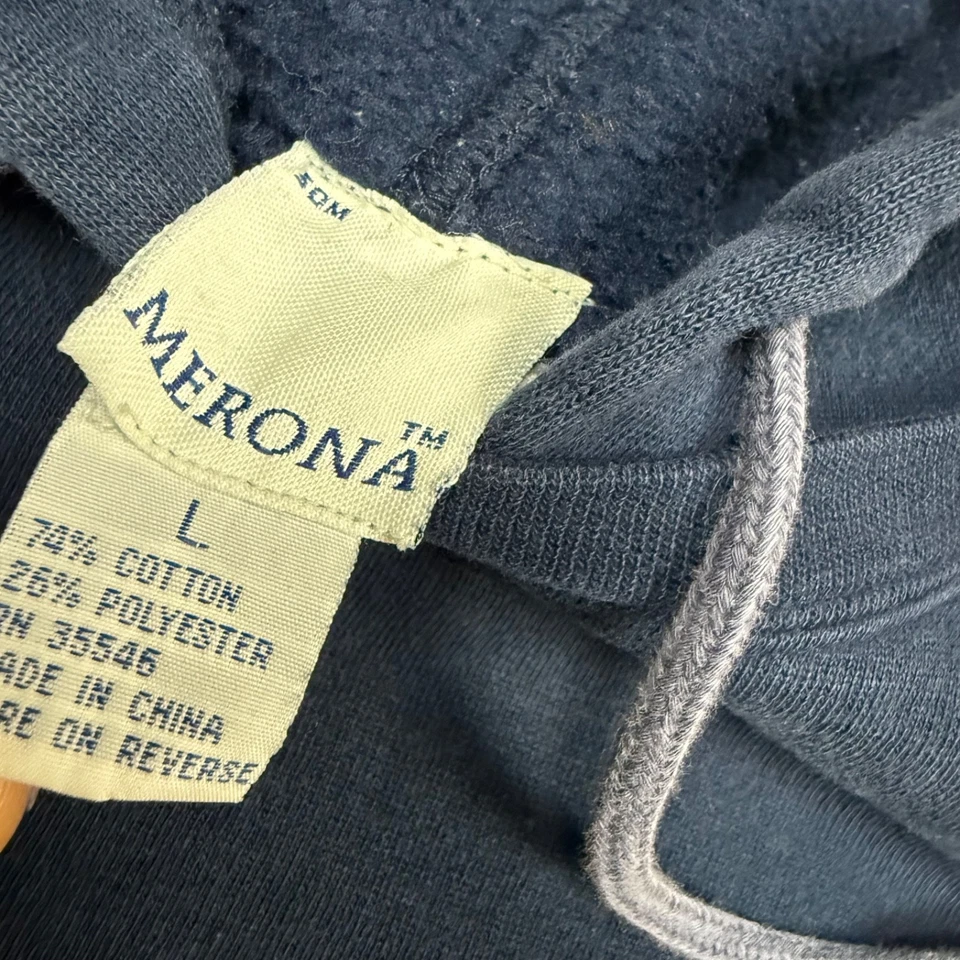 MERONA™
L
74% COTTON
26% POLYESTER
RN 35546
ADE IN CHINA
RE ON REVERSE